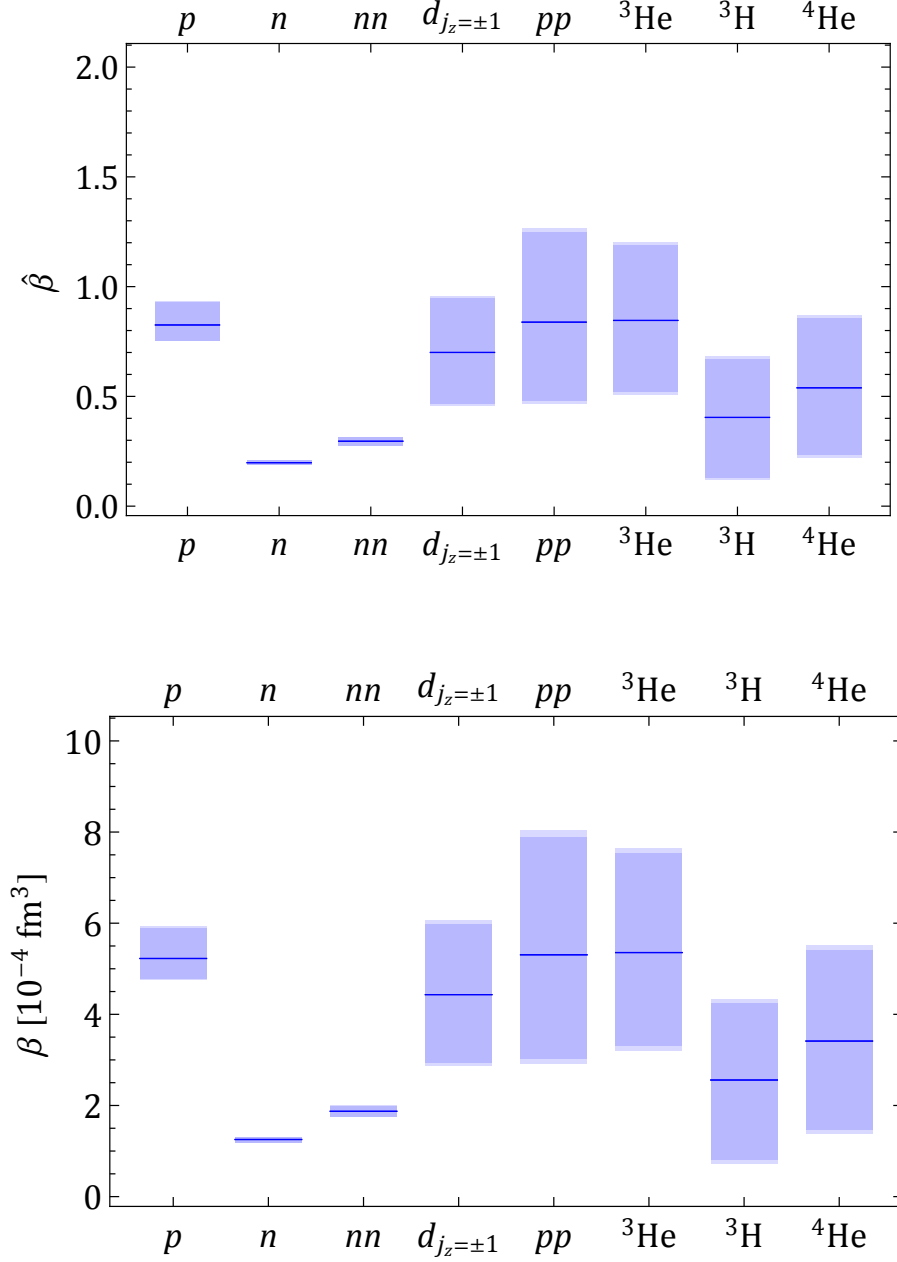 p n nn d_{j_z=±1} pp ³He ³H ⁴He
2.0
1.5
1.0
0.5
0.0
β̂
p n nn d_{j_z=±1} pp ³He ³H ⁴He
p n nn d_{j_z=±1} pp ³He ³H ⁴He
10
8
6
4
2
0
β [10⁻⁴ fm³]
p n nn d_{j_z=±1} pp ³He ³H ⁴He